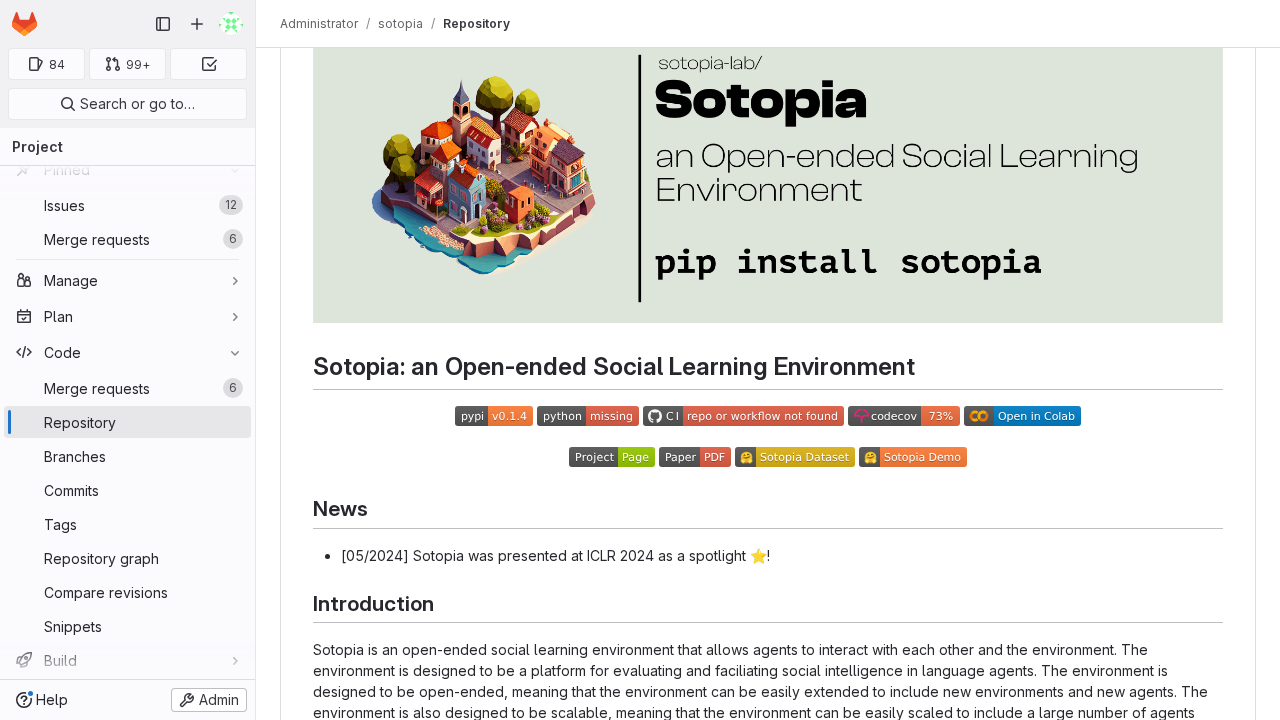 Administrator / sotopia / Repository
84
99+
Search or go to…
Project
Pinned
Issues 12
Merge requests 6
Manage
Plan
Code
Merge requests 6
Repository
Branches
Commits
Tags
Repository graph
Compare revisions
Snippets
Build
Help
Admin
sotopia-lab/
Sotopia
an Open-ended Social Learning
Environment
pip install sotopia
Sotopia: an Open-ended Social Learning Environment
pypi v0.1.4 python missing CI repo or workflow not found codecov 73% Open in Colab
Project Page Paper PDF Sotopia Dataset Sotopia Demo
News
[05/2024] Sotopia was presented at ICLR 2024 as a spotlight ⭐!
Introduction
Sotopia is an open-ended social learning environment that allows agents to interact with each other and the environment. The
environment is designed to be a platform for evaluating and faciliating social intelligence in language agents. The environment is
designed to be open-ended, meaning that the environment can be easily extended to include new environments and new agents. The
environment is also designed to be scalable, meaning that the environment can be easily scaled to include a large number of agents